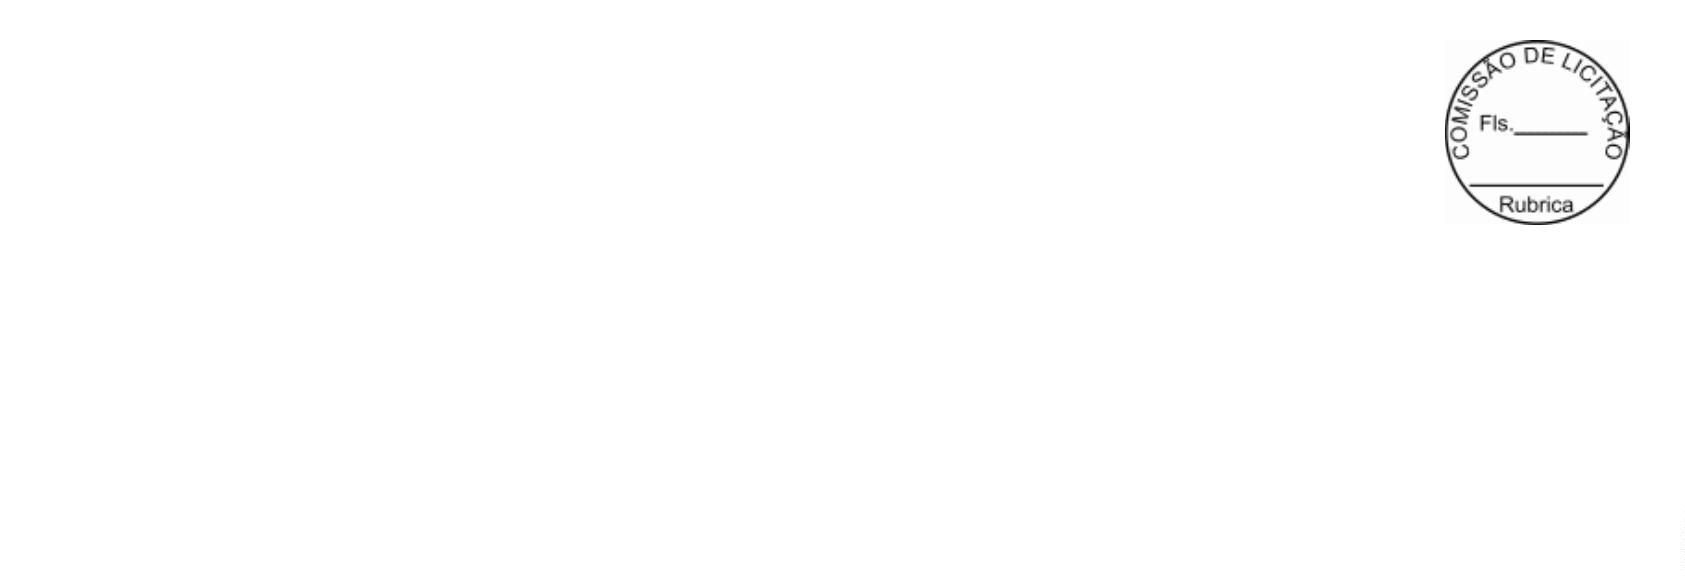 COMISSÃO DE LICITAÇÃO
Fls.______
Rubrica